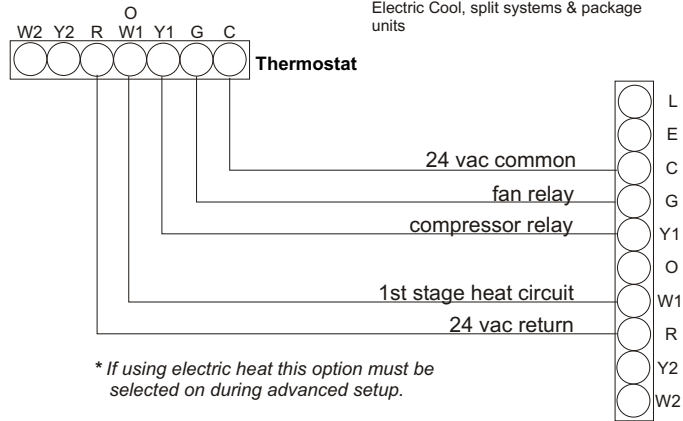 Electric Cool, split systems & package
units
O
W2 Y2 R W1 Y1 G C
Thermostat
L
E
24 vac common C
fan relay G
compressor relay Y1
O
1st stage heat circuit W1
24 vac return R
Y2
W2
* If using electric heat this option must be
selected on during advanced setup.